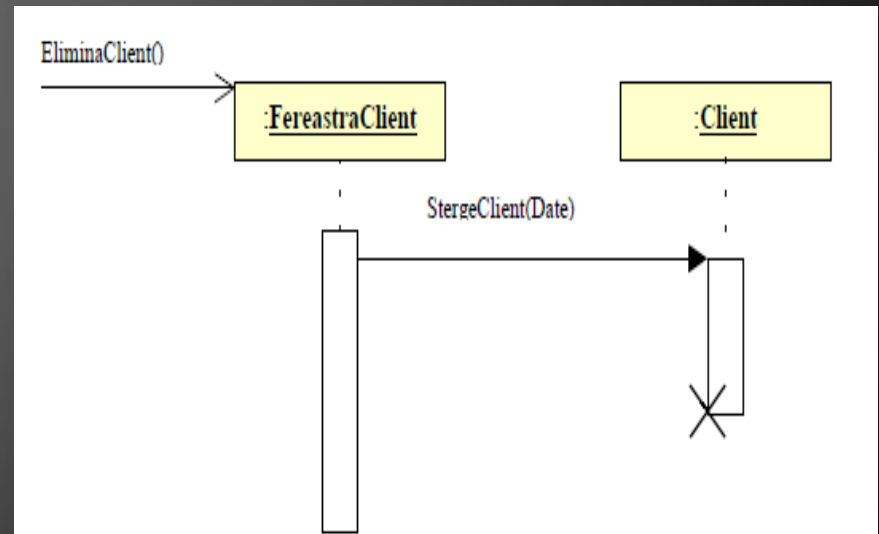 EliminaClient()
:FereastraClient
:Client
StergeClient(Date)